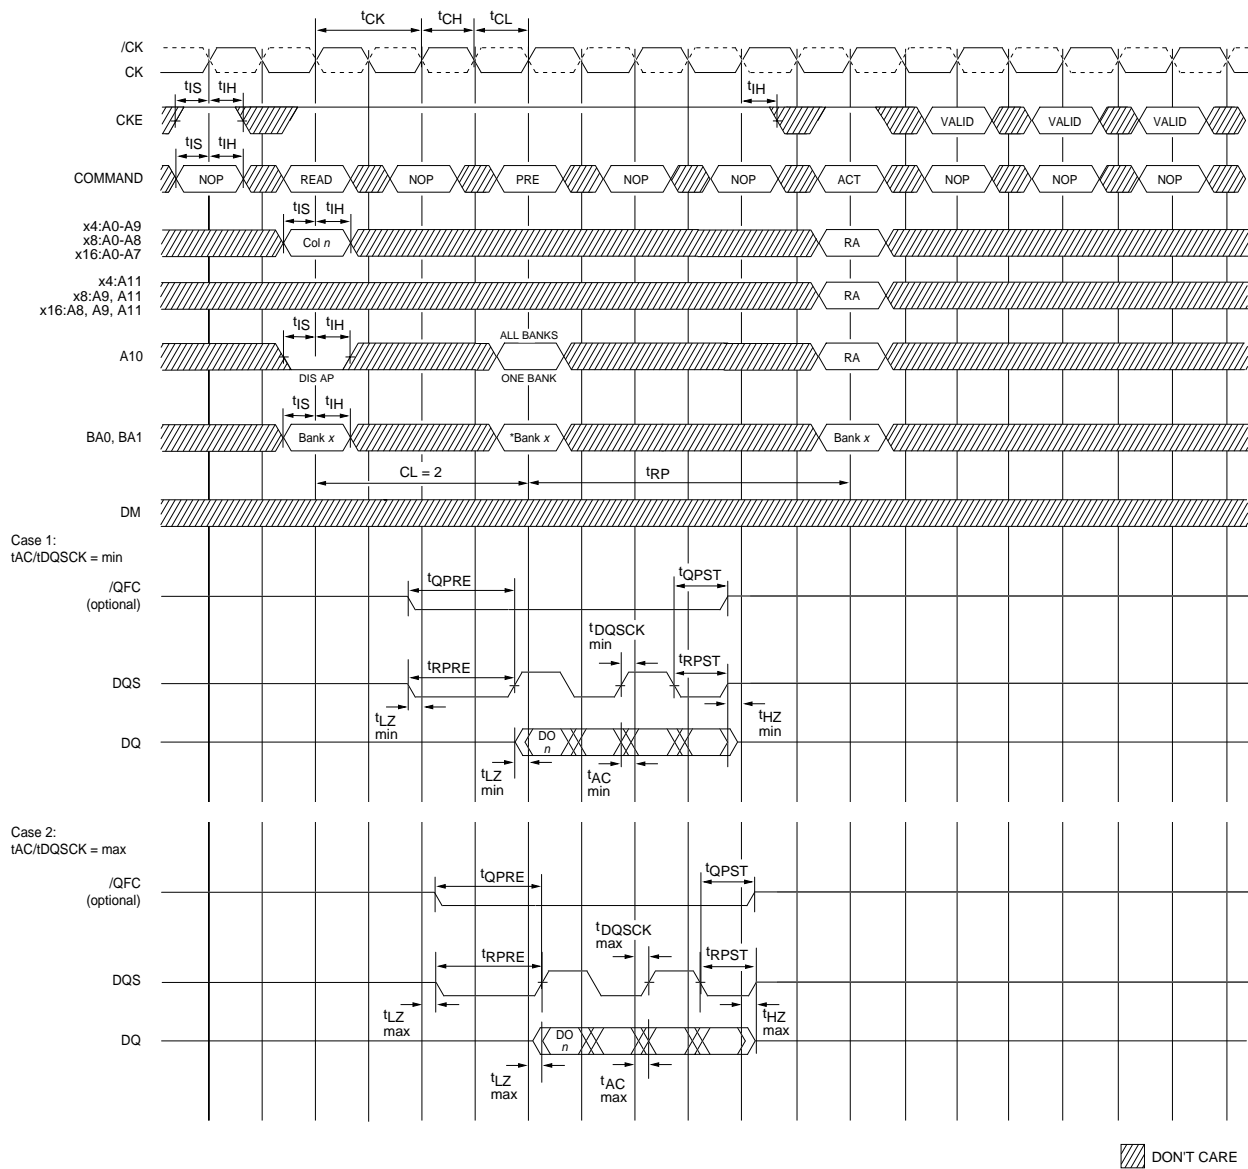 tCK
tCH
tCL
/CK
CK
tIS
tIH
tIH
CKE
VALID
VALID
VALID
tIS
tIH
COMMAND
NOP
READ
NOP
PRE
NOP
NOP
ACT
NOP
NOP
NOP
tIS
tIH
x4:A0-A9
x8:A0-A8
x16:A0-A7
Col n
RA
x4:A11
x8:A9, A11
x16:A8, A9, A11
RA
tIS
tIH
ALL BANKS
A10
RA
DIS AP
ONE BANK
tIS
tIH
BA0, BA1
Bank x
*Bank x
Bank x
CL = 2
tRP
DM
Case 1:
tAC/tDQSCK = min
/QFC
(optional)
tQPRE
tQPST
tDQSCK
min
DQS
tRPRE
tRPST
tLZ
min
tHZ
min
DQ
DO
n
tLZ
min
tAC
min
Case 2:
tAC/tDQSCK = max
/QFC
(optional)
tQPRE
tQPST
tDQSCK
max
DQS
tRPRE
tRPST
tLZ
max
tHZ
max
DQ
DO
n
tLZ
max
tAC
max
DON'T CARE